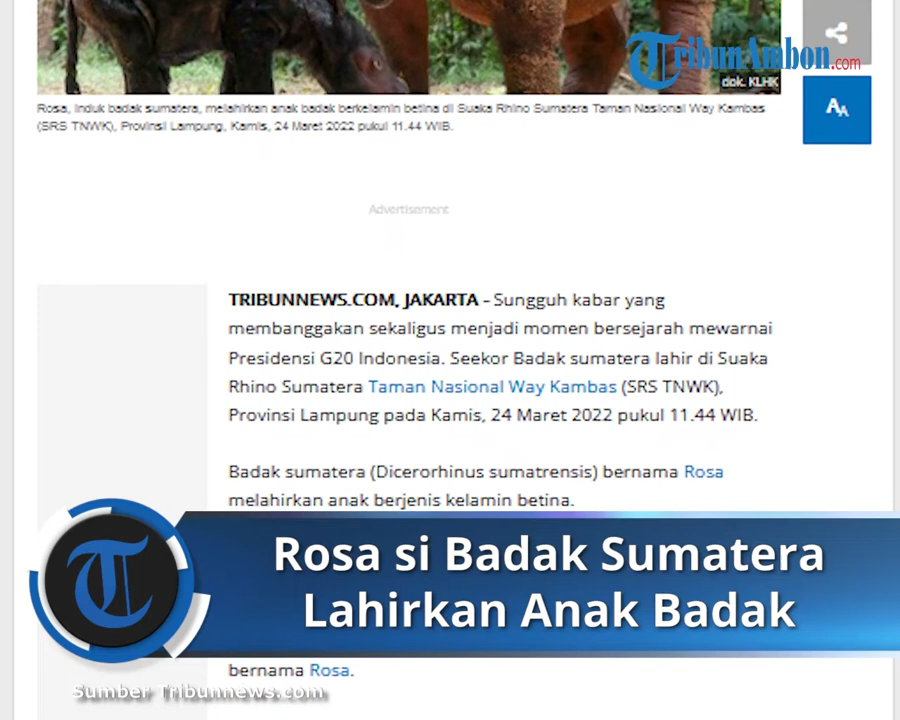 TribunAmbon.com
dok. KLHK
Rosa, induk badak sumatera, melahirkan anak badak berkelamin betina di Suaka Rhino Sumatera Taman Nasional Way Kambas
(SRS TNWK), Provinsi Lampung, Kamis, 24 Maret 2022 pukul 11.44 WIB.
AA
Advertisement
TRIBUNNEWS.COM, JAKARTA - Sungguh kabar yang
membanggakan sekaligus menjadi momen bersejarah mewarnai
Presidensi G20 Indonesia. Seekor Badak sumatera lahir di Suaka
Rhino Sumatera Taman Nasional Way Kambas (SRS TNWK),
Provinsi Lampung pada Kamis, 24 Maret 2022 pukul 11.44 WIB.
Badak sumatera (Dicerorhinus sumatrensis) bernama Rosa
melahirkan anak berjenis kelamin betina.
Rosa si Badak Sumatera
Lahirkan Anak Badak
T
bernama Rosa.
Sumber Tribunnews.com